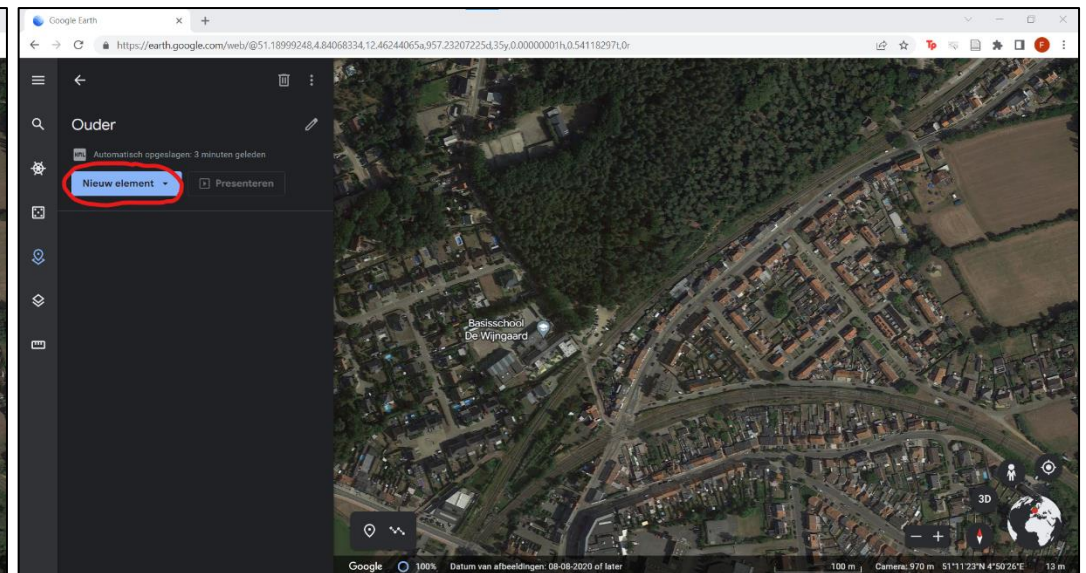 Google Earth
https://earth.google.com/web/@51.18999248,4.84068334,12.46244065a,957.23207225d,35y,0.00000001h,0.54118297t,0r
Tp
F
Ouder
KML Automatisch opgeslagen: 3 minuten geleden
Nieuw element
Presenteren
Basisschool
De Wijngaard
3D
Google 100% Datum van afbeeldingen: 08-08-2020 of later 100 m Camera: 970 m 51°11'23"N 4°50'26"E 13 m